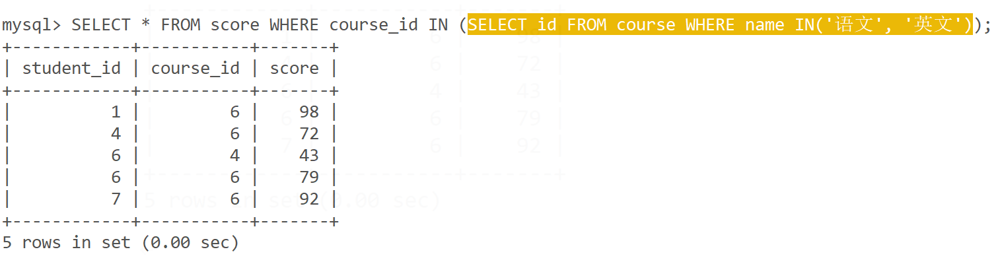 mysql> SELECT * FROM score WHERE course_id IN (SELECT id FROM course WHERE name IN('语文', '英文'));
+------------+-----------+-------+
| student_id | course_id | score |
+------------+-----------+-------+
|          1 |         6 |    98 |
|          4 |         6 |    72 |
|          6 |         4 |    43 |
|          6 |         6 |    79 |
|          7 |         6 |    92 |
+------------+-----------+-------+
5 rows in set (0.00 sec)